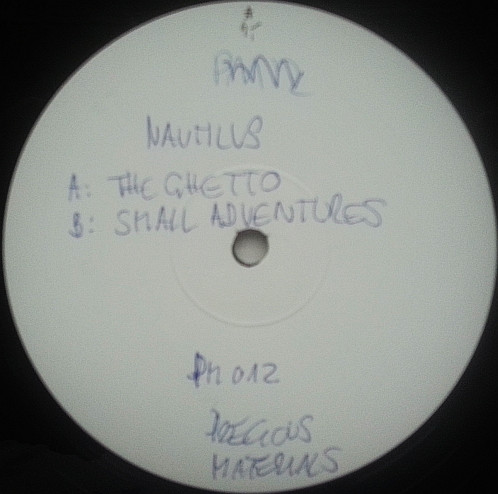 NAUTILUS
A: THE GHETTO
B: SMALL ADVENTURES
PM 012
PRECIOUS
MATERIALS